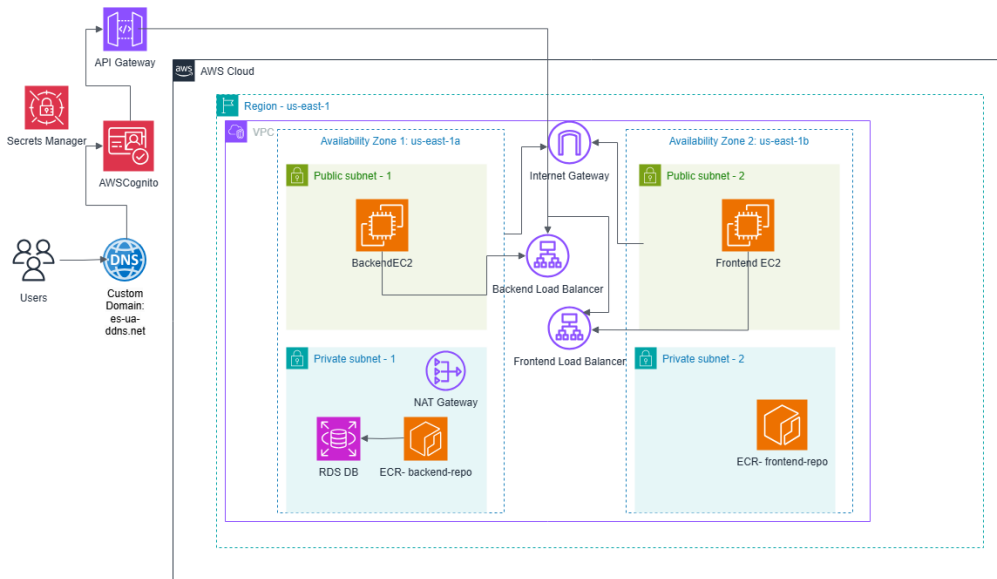 API Gateway
aws
AWS Cloud
Region - us-east-1
Secrets Manager
VPC
Availability Zone 1: us-east-1a
Availability Zone 2: us-east-1b
AWSCognito
Internet Gateway
Public subnet - 1
Public subnet - 2
BackendEC2
Frontend EC2
DNS
Users
Custom
Domain:
es-ua-
ddns.net
Backend Load Balancer
Frontend Load Balancer
Private subnet - 1
Private subnet - 2
NAT Gateway
RDS DB
ECR- backend-repo
ECR- frontend-repo